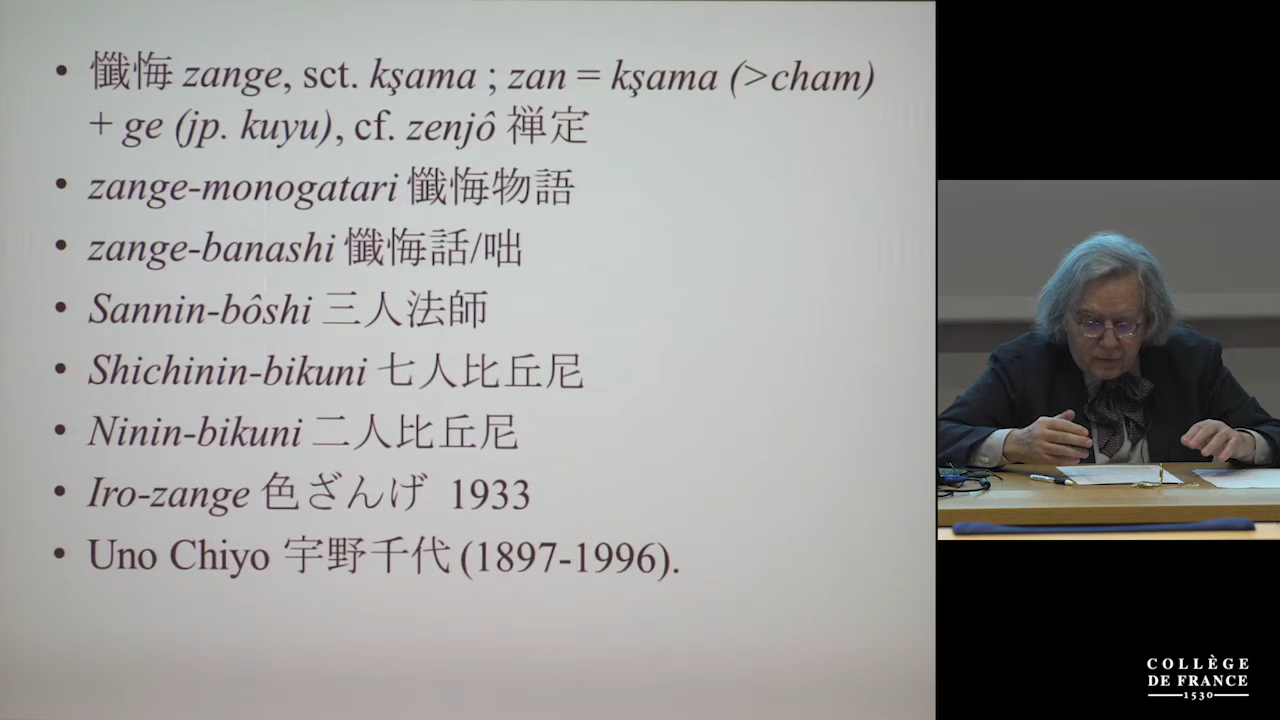 • 懺悔 zange, sct. kṣama ; zan = kṣama (>cham)
+ ge (jp. kuyu), cf. zenjô 禅定
• zange-monogatari 懺悔物語
• zange-banashi 懺悔話/咄
• Sannin-bôshi 三人法師
• Shichinin-bikuni 七人比丘尼
• Ninin-bikuni 二人比丘尼
• Iro-zange 色ざんげ 1933
• Uno Chiyo 宇野千代 (1897-1996).
COLLÈGE
DE FRANCE
1530